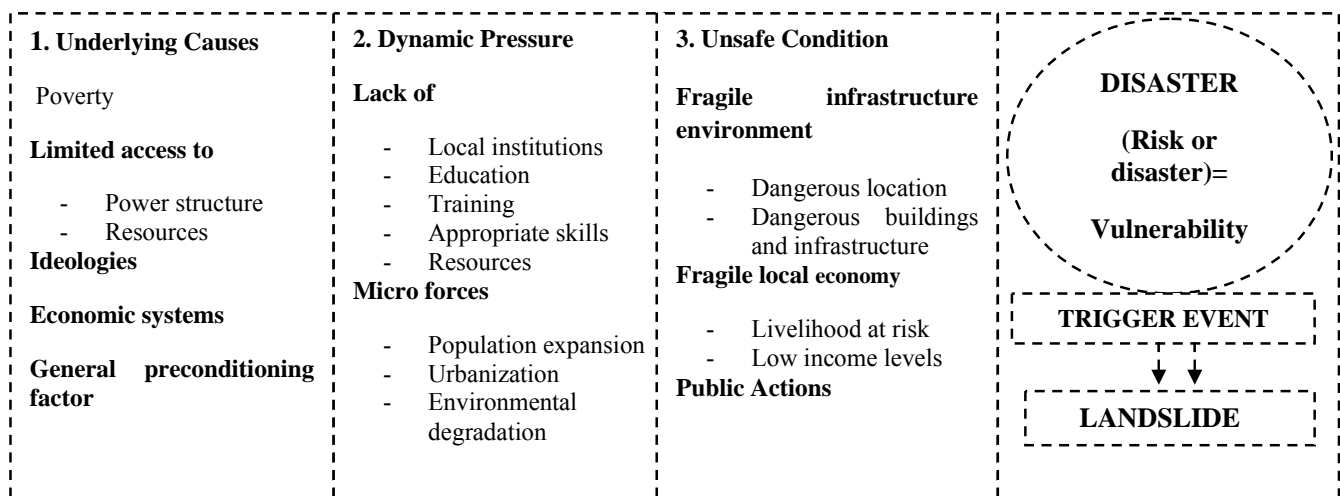 1. Underlying Causes
Poverty
Limited access to
- Power structure
- Resources
Ideologies
Economic systems
General preconditioning
factor
2. Dynamic Pressure
Lack of
- Local institutions
- Education
- Training
- Appropriate skills
- Resources
Micro forces
- Population expansion
- Urbanization
- Environmental
degradation
3. Unsafe Condition
Fragile infrastructure
environment
- Dangerous location
- Dangerous buildings
and infrastructure
Fragile local economy
- Livelihood at risk
- Low income levels
Public Actions
DISASTER
(Risk or
disaster)=
Vulnerability
TRIGGER EVENT
LANDSLIDE